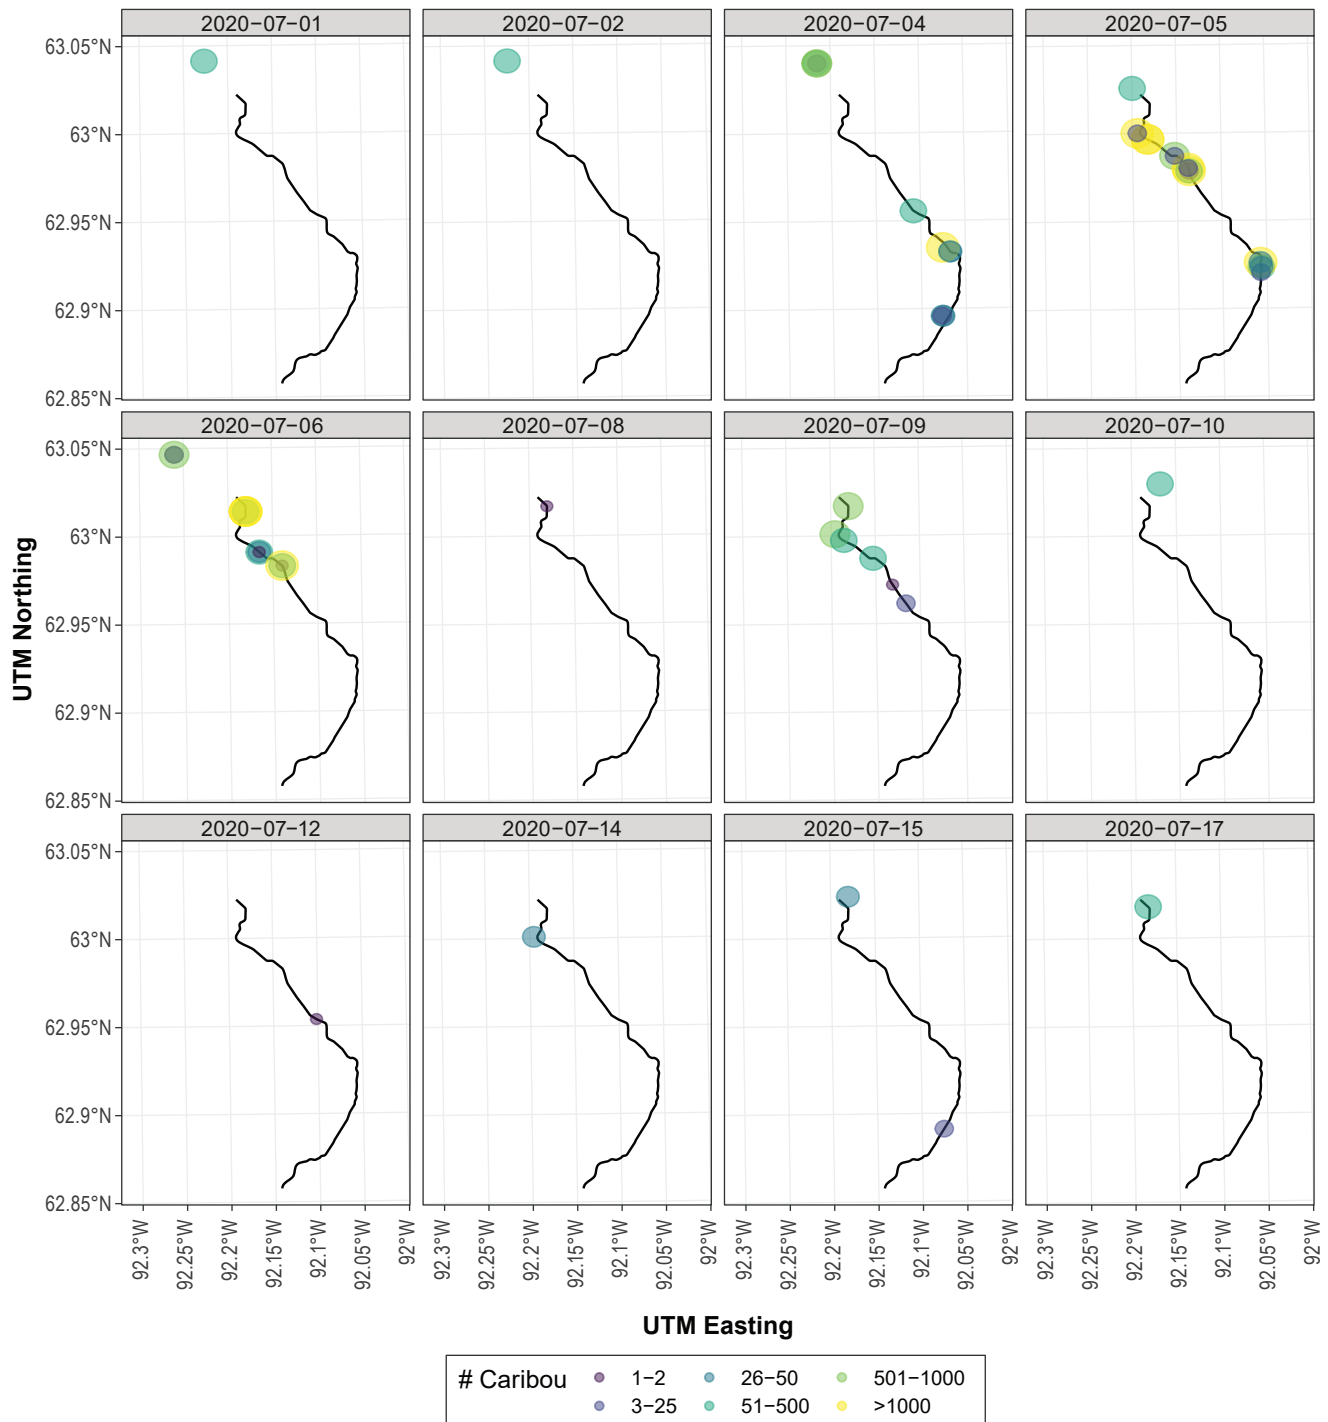 2020−07−01 2020−07−02 2020−07−04 2020−07−05
63.05°N
63°N
62.95°N
62.9°N
62.85°N
2020−07−06 2020−07−08 2020−07−09 2020−07−10
63.05°N
63°N
62.95°N
62.9°N
62.85°N
UTM Northing
2020−07−12 2020−07−14 2020−07−15 2020−07−17
63.05°N
63°N
62.95°N
62.9°N
62.85°N
92.3°W 92.25°W 92.2°W 92.15°W 92.1°W 92.05°W 92°W 92.3°W 92.25°W 92.2°W 92.15°W 92.1°W 92.05°W 92°W 92.3°W 92.25°W 92.2°W 92.15°W 92.1°W 92.05°W 92°W 92.3°W 92.25°W 92.2°W 92.15°W 92.1°W 92.05°W 92°W
UTM Easting
# Caribou
1−2 26−50 501−1000
3−25 51−500 >1000